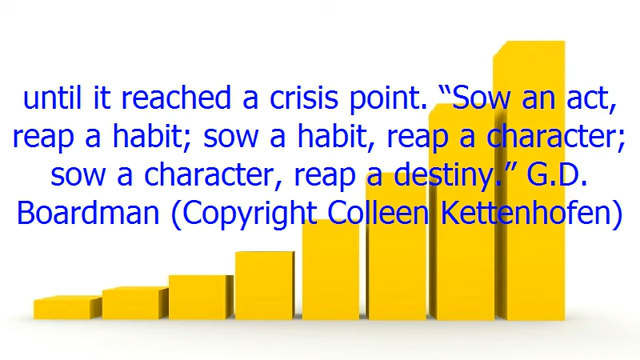 until it reached a crisis point. “Sow an act,
reap a habit; sow a habit, reap a character;
sow a character, reap a destiny.” G.D.
Boardman (Copyright Colleen Kettenhofen)